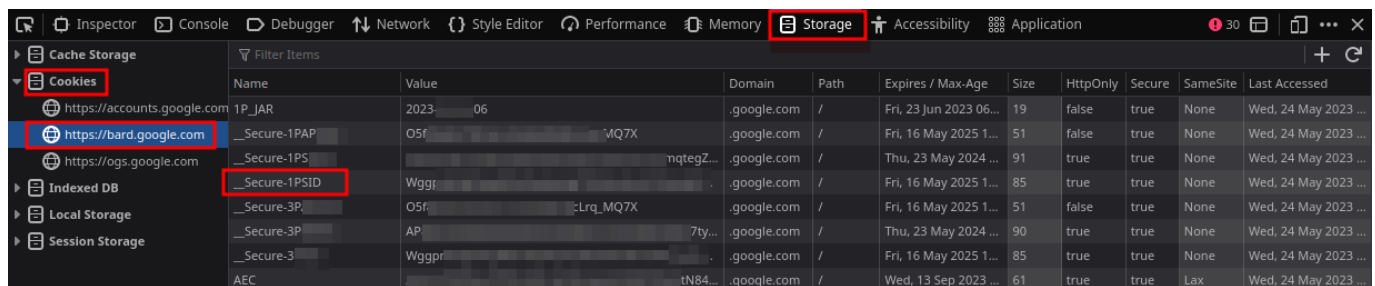 Inspector Console Debugger Network Style Editor Performance Memory Storage Accessibility Application 30
Cache Storage Filter Items
Cookies Name Value Domain Path Expires / Max-Age Size HttpOnly Secure SameSite Last Accessed
https://accounts.google.com 1P_JAR 2023- 06 .google.com / Fri, 23 Jun 2023 06... 19 false true None Wed, 24 May 2023 ...
https://bard.google.com __Secure-1PAP O5f MQ7X .google.com / Fri, 16 May 2025 1... 51 false true None Wed, 24 May 2023 ...
https://ogs.google.com __Secure-1PS mqtegZ... .google.com / Thu, 23 May 2024 ... 91 true true None Wed, 24 May 2023 ...
Indexed DB __Secure-1PSID Wggp . .google.com / Fri, 16 May 2025 1... 85 true true None Wed, 24 May 2023 ...
Local Storage __Secure-3P O5f cLrq_MQ7X .google.com / Fri, 16 May 2025 1... 51 false true None Wed, 24 May 2023 ...
Session Storage __Secure-3P AP 7ty... .google.com / Thu, 23 May 2024 ... 90 true true None Wed, 24 May 2023 ...
__Secure-3 Wggp . .google.com / Fri, 16 May 2025 1... 85 true true None Wed, 24 May 2023 ...
AEC tN84... .google.com / Wed, 13 Sep 2023 ... 61 true true Lax Wed, 24 May 2023 ...